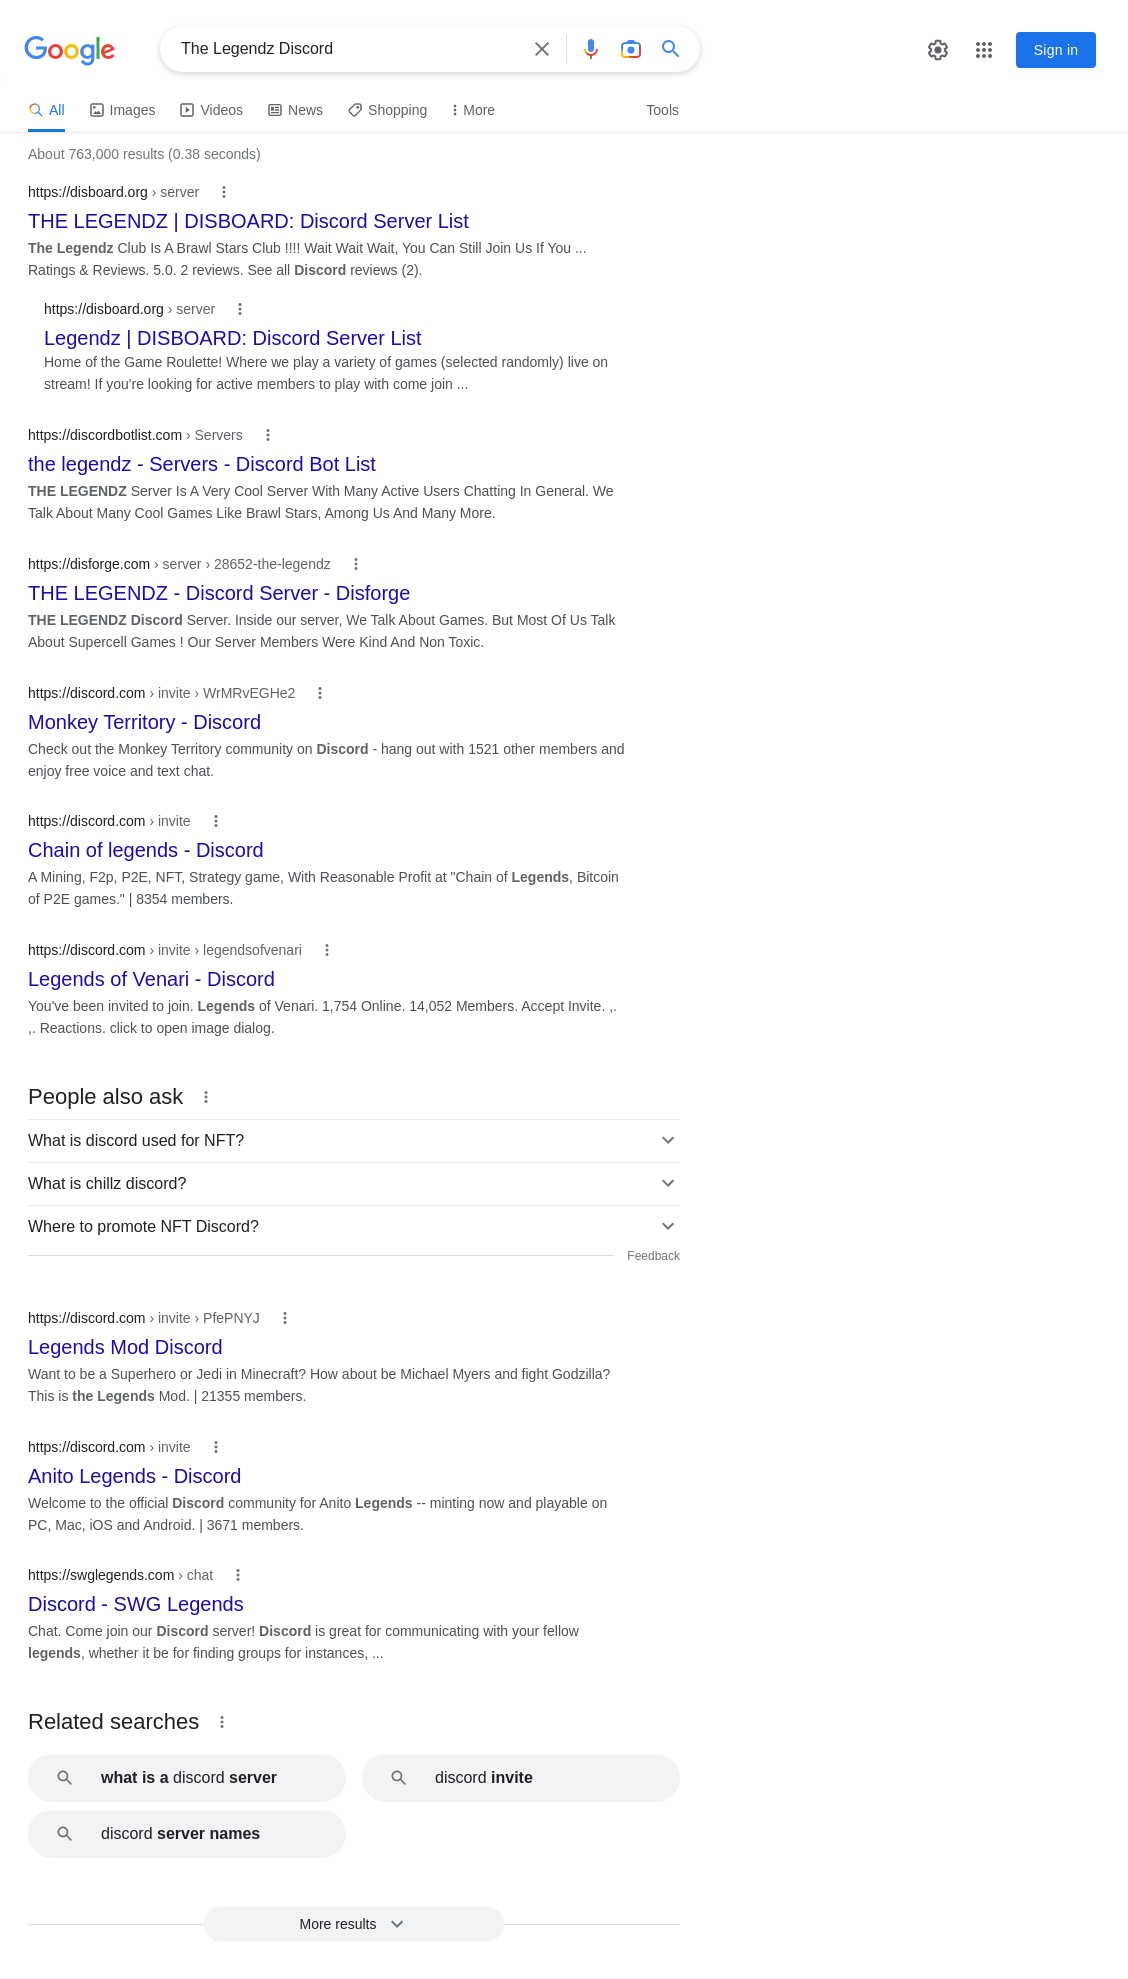 Google
The Legendz Discord
Sign in
All Images Videos News Shopping More Tools
About 763,000 results (0.38 seconds)
https://disboard.org › server
THE LEGENDZ | DISBOARD: Discord Server List
The Legendz Club Is A Brawl Stars Club !!!! Wait Wait Wait, You Can Still Join Us If You ...
Ratings & Reviews. 5.0. 2 reviews. See all Discord reviews (2).
https://disboard.org › server
Legendz | DISBOARD: Discord Server List
Home of the Game Roulette! Where we play a variety of games (selected randomly) live on
stream! If you're looking for active members to play with come join ...
https://discordbotlist.com › Servers
the legendz - Servers - Discord Bot List
THE LEGENDZ Server Is A Very Cool Server With Many Active Users Chatting In General. We
Talk About Many Cool Games Like Brawl Stars, Among Us And Many More.
https://disforge.com › server › 28652-the-legendz
THE LEGENDZ - Discord Server - Disforge
THE LEGENDZ Discord Server. Inside our server, We Talk About Games. But Most Of Us Talk
About Supercell Games ! Our Server Members Were Kind And Non Toxic.
https://discord.com › invite › WrMRvEGHe2
Monkey Territory - Discord
Check out the Monkey Territory community on Discord - hang out with 1521 other members and
enjoy free voice and text chat.
https://discord.com › invite
Chain of legends - Discord
A Mining, F2p, P2E, NFT, Strategy game, With Reasonable Profit at "Chain of Legends, Bitcoin
of P2E games." | 8354 members.
https://discord.com › invite › legendsofvenari
Legends of Venari - Discord
You've been invited to join. Legends of Venari. 1,754 Online. 14,052 Members. Accept Invite. ,.
,. Reactions. click to open image dialog.
People also ask
What is discord used for NFT?
What is chillz discord?
Where to promote NFT Discord?
Feedback
https://discord.com › invite › PfePNYJ
Legends Mod Discord
Want to be a Superhero or Jedi in Minecraft? How about be Michael Myers and fight Godzilla?
This is the Legends Mod. | 21355 members.
https://discord.com › invite
Anito Legends - Discord
Welcome to the official Discord community for Anito Legends -- minting now and playable on
PC, Mac, iOS and Android. | 3671 members.
https://swglegends.com › chat
Discord - SWG Legends
Chat. Come join our Discord server! Discord is great for communicating with your fellow
legends, whether it be for finding groups for instances, ...
Related searches
what is a discord server
discord invite
discord server names
More results